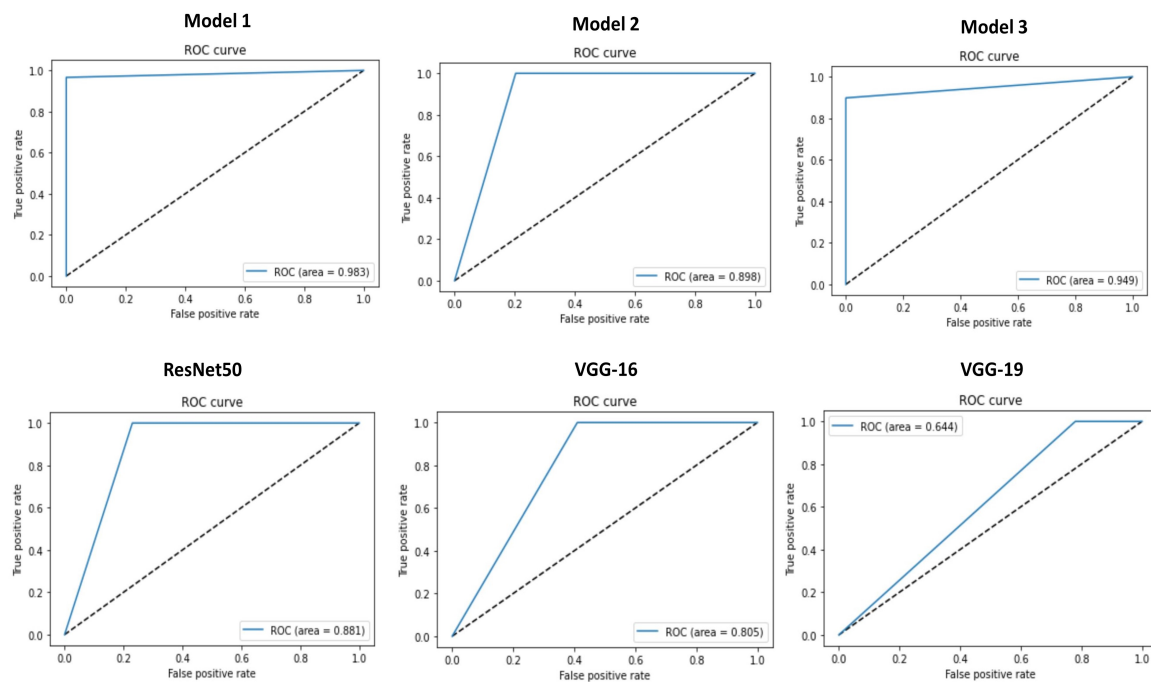 Model 1
ROC curve
1.0
0.8
0.6
0.4
0.2
0.0
True positive rate
ROC (area = 0.983)
0.0 0.2 0.4 0.6 0.8 1.0
False positive rate
Model 2
ROC curve
1.0
0.8
0.6
0.4
0.2
0.0
True positive rate
ROC (area = 0.898)
0.0 0.2 0.4 0.6 0.8 1.0
False positive rate
Model 3
ROC curve
1.0
0.8
0.6
0.4
0.2
0.0
True positive rate
ROC (area = 0.949)
0.0 0.2 0.4 0.6 0.8 1.0
False positive rate
ResNet50
ROC curve
1.0
0.8
0.6
0.4
0.2
0.0
True positive rate
ROC (area = 0.881)
0.0 0.2 0.4 0.6 0.8 1.0
False positive rate
VGG-16
ROC curve
1.0
0.8
0.6
0.4
0.2
0.0
True positive rate
ROC (area = 0.805)
0.0 0.2 0.4 0.6 0.8 1.0
False positive rate
VGG-19
ROC curve
1.0
0.8
0.6
0.4
0.2
0.0
True positive rate
ROC (area = 0.644)
0.0 0.2 0.4 0.6 0.8 1.0
False positive rate